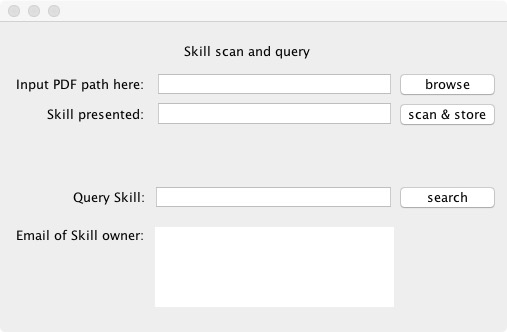 Skill scan and query
Input PDF path here: browse
Skill presented: scan & store
Query Skill: search
Email of Skill owner: